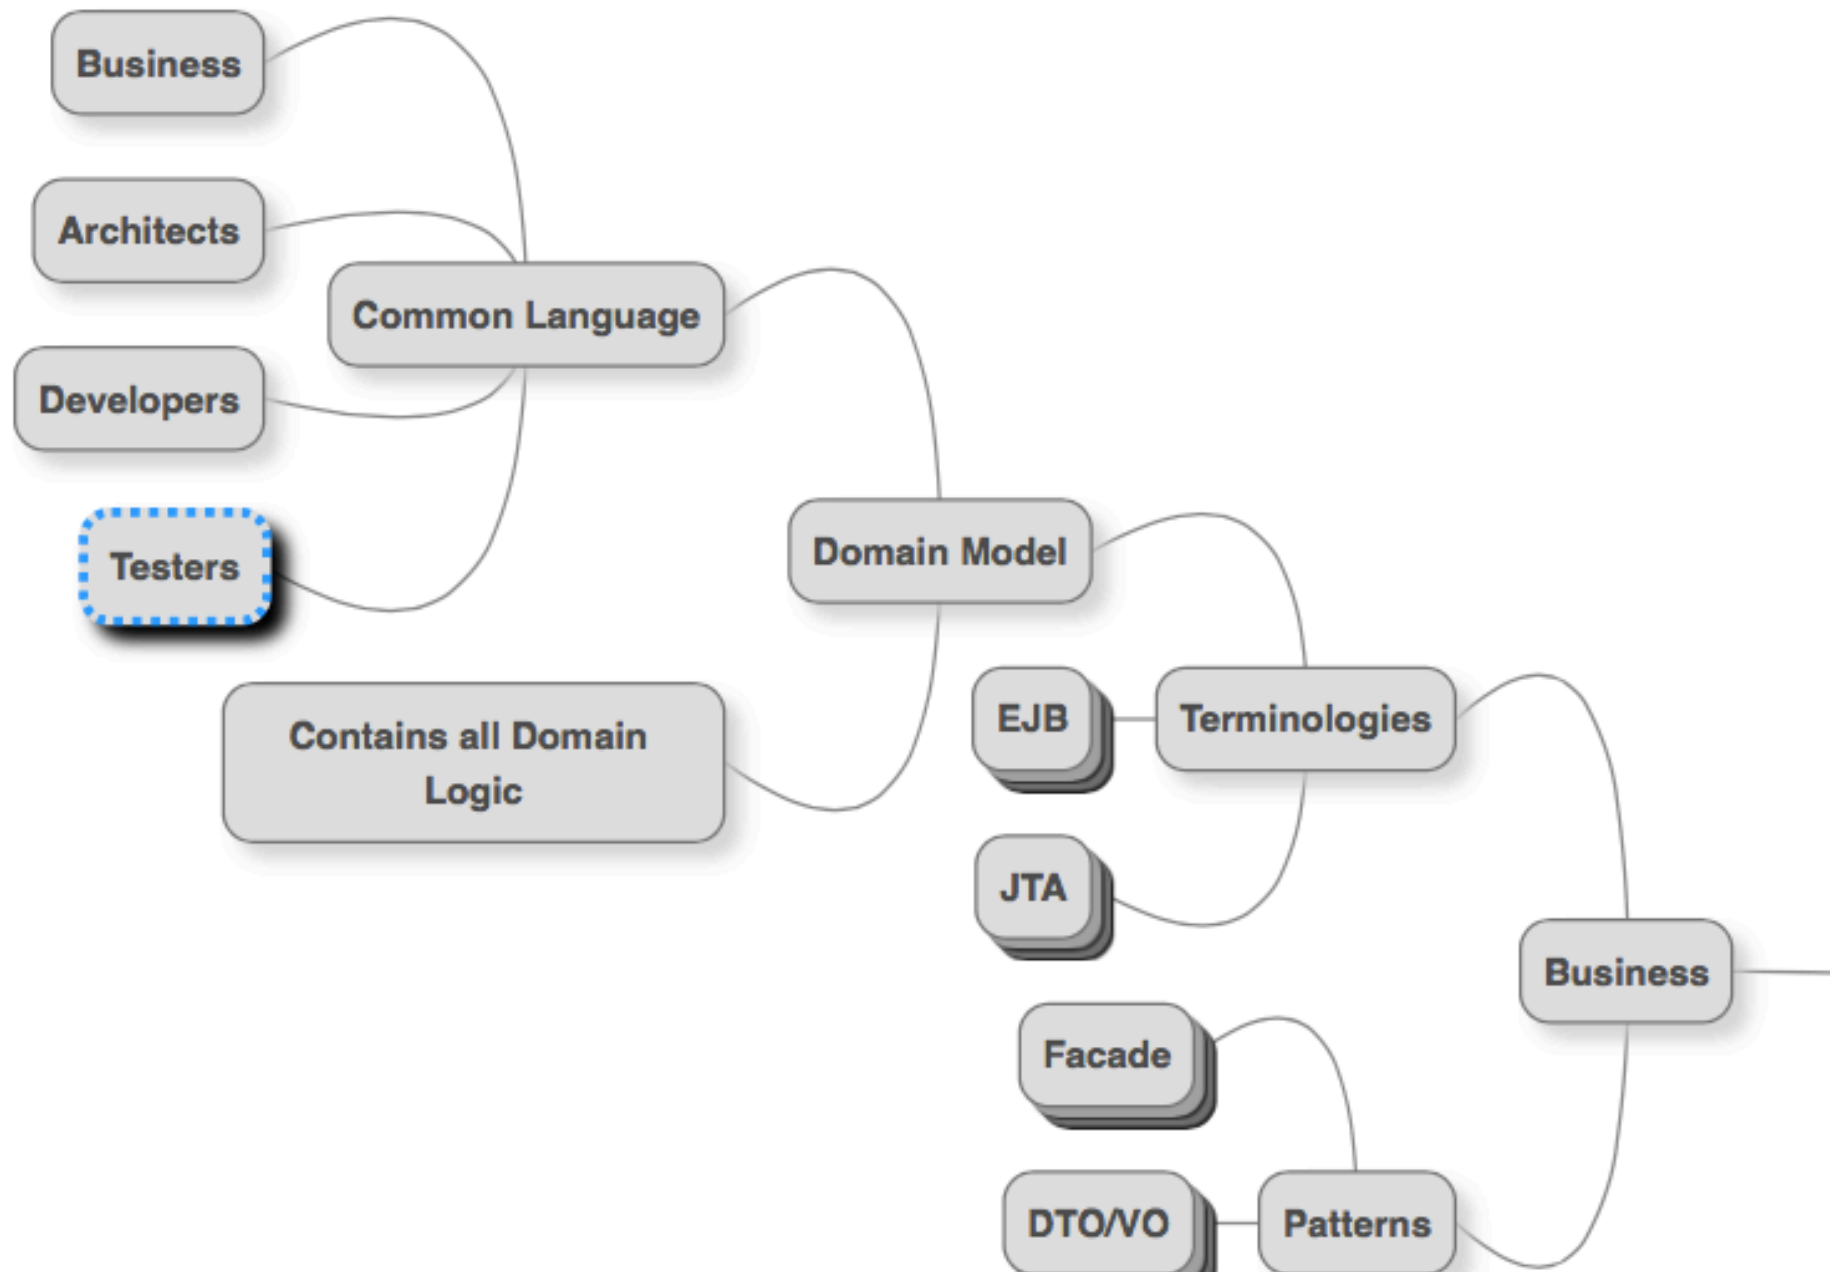 Business
Architects
Common Language
Developers
Domain Model
Testers
Contains all Domain
Logic
EJB
Terminologies
JTA
Business
Facade
DTO/VO
Patterns